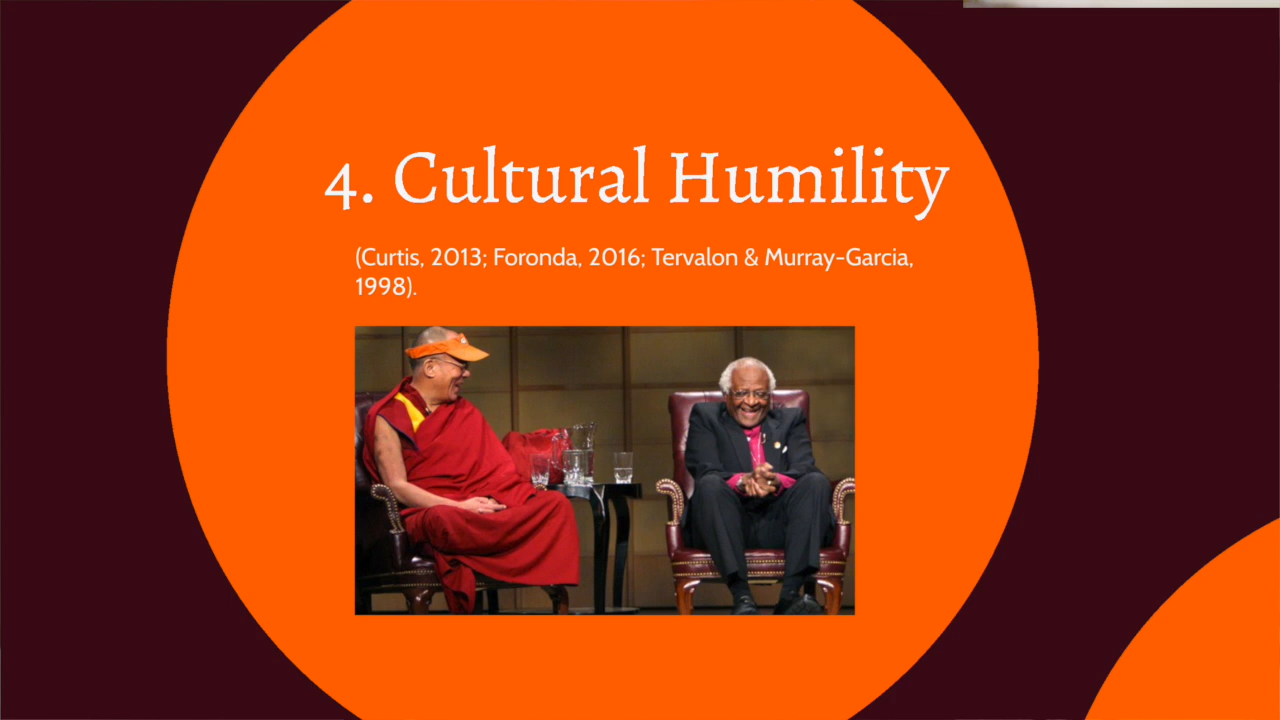 4. Cultural Humility
(Curtis, 2013; Foronda, 2016; Tervalon & Murray-Garcia,
1998).